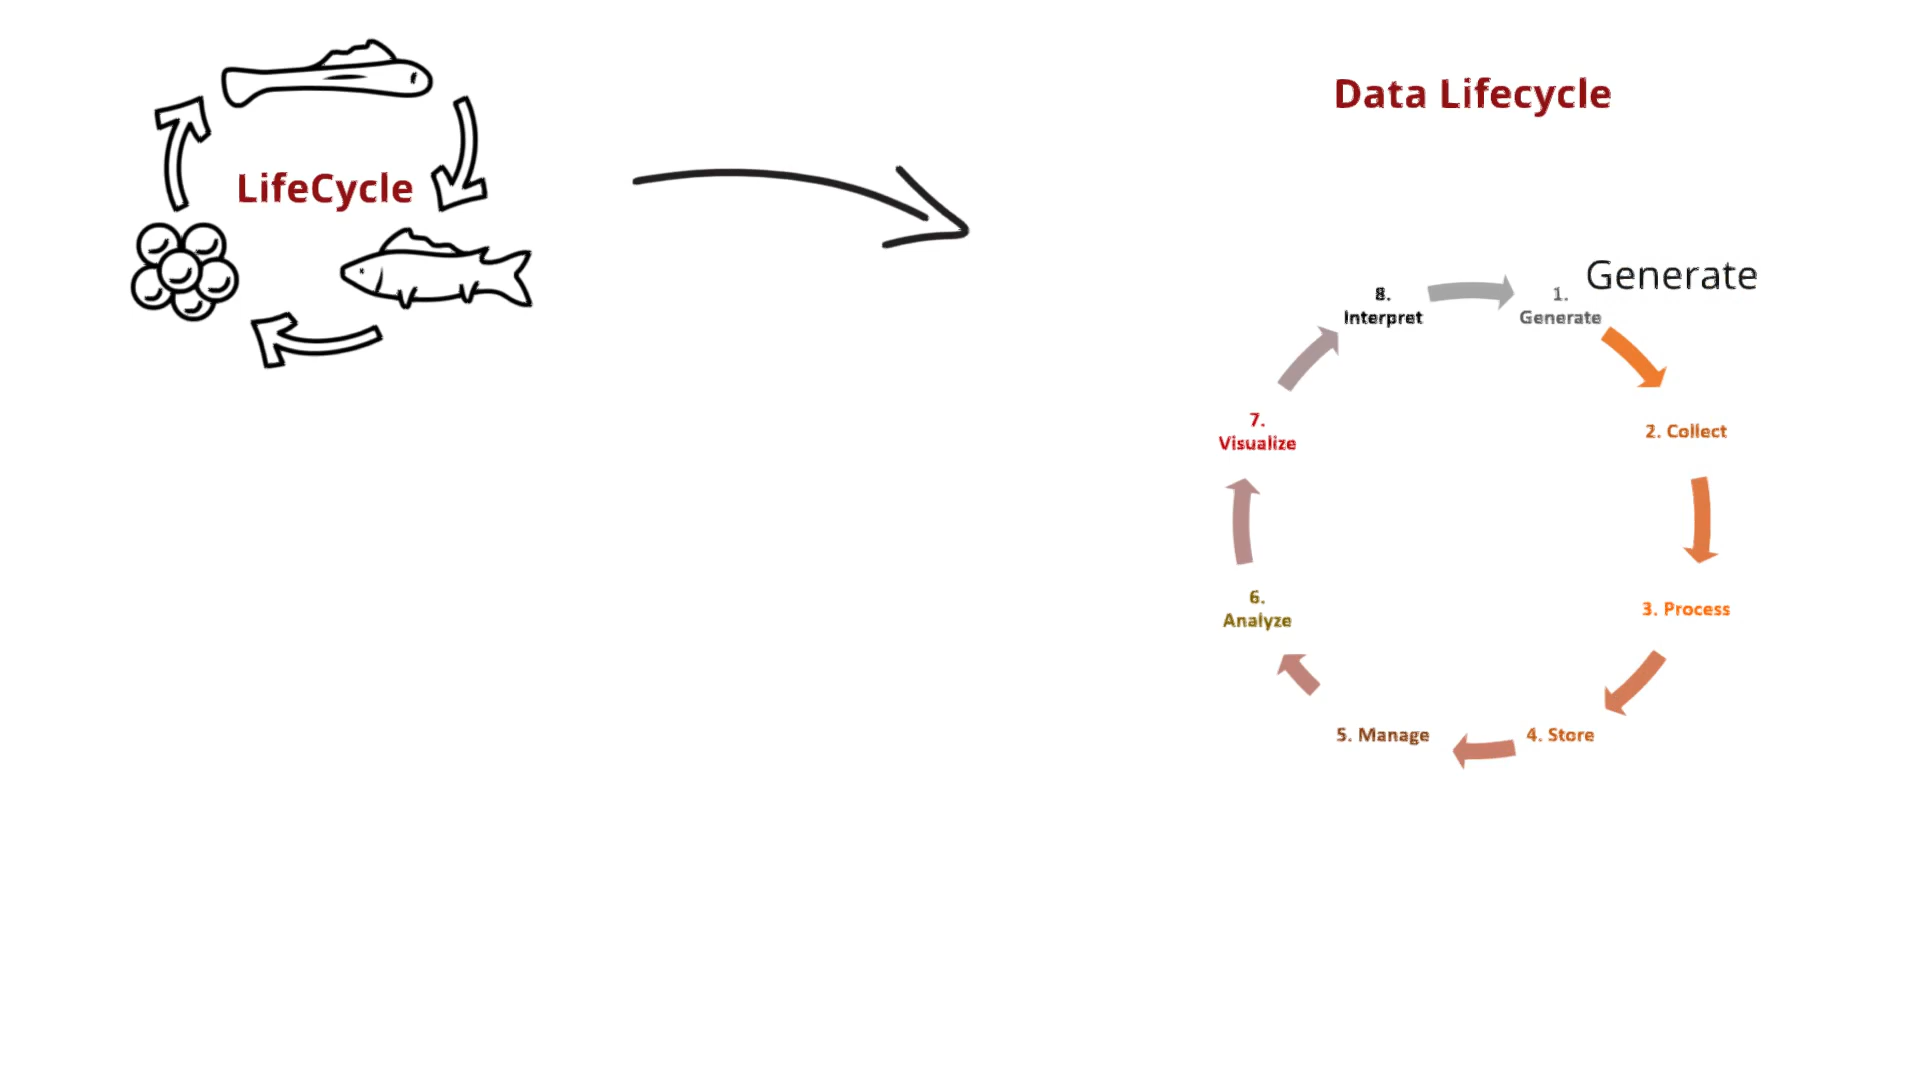 LifeCycle
Data Lifecycle
Generate
8.
Interpret
1.
Generate
2. Collect
3. Process
4. Store
5. Manage
6.
Analyze
7.
Visualize